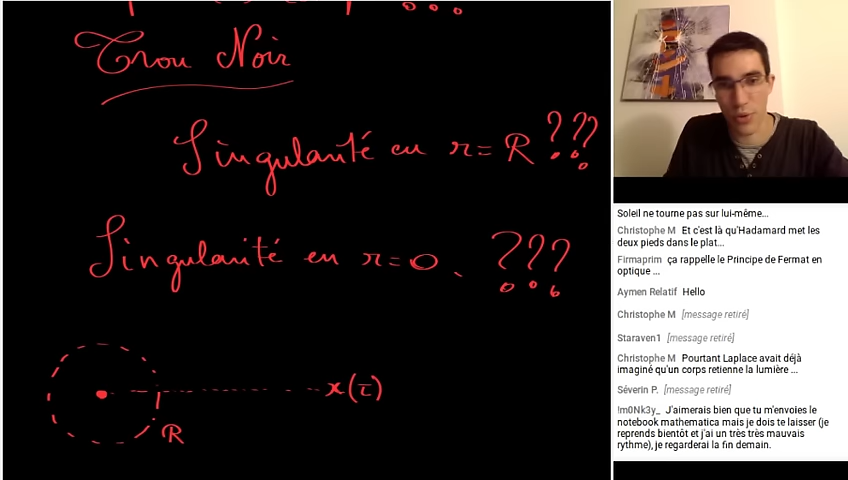 Trou Noir
Singularité en r=R ???
Singularité en r=0. ???
x(τ)
R
Soleil ne tourne pas sur lui-même...
Christophe M Et c'est là qu'Hadamard met les
deux pieds dans le plat...
Firmaprim ça rappelle le Principe de Fermat en
optique ...
Aymen Relatif Hello
Christophe M [message retiré]
Staraven1 [message retiré]
Christophe M Pourtant Laplace avait déjà
imaginé qu'un corps retienne la lumière ...
Séverin P. [message retiré]
!m0Nk3y_ J'aimerais bien que tu m'envoies le
notebook mathematica mais je dois te laisser (je
reprends bientôt et j'ai un très très mauvais
rythme), je regarderai la fin demain.